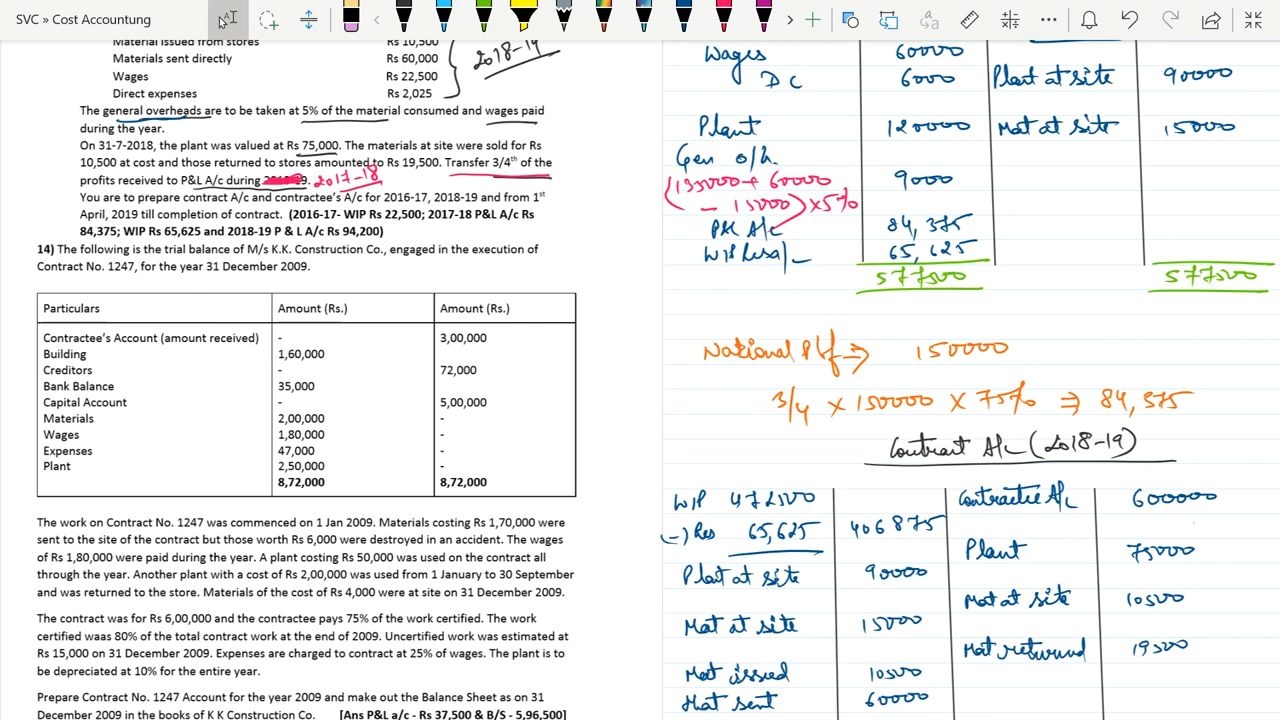 SVC > Cost Accountung
Material issued from stores Rs 10,500
Materials sent directly Rs 60,000
Wages Rs 22,500
Direct expenses Rs 2,025
2018-19
The general overheads are to be taken at 5% of the material consumed and wages paid
during the year.
On 31-7-2018, the plant was valued at Rs 75,000. The materials at site were sold for Rs
10,500 at cost and those returned to stores amounted to Rs 19,500. Transfer 3/4th of the
profits received to P&L A/c during 9. 2017-18
You are to prepare contract A/c and contractee's A/c for 2016-17, 2018-19 and from 1st
April, 2019 till completion of contract. (2016-17- WIP Rs 22,500; 2017-18 P&L A/c Rs
84,375; WIP Rs 65,625 and 2018-19 P & L A/c Rs 94,200)
14) The following is the trial balance of M/s K.K. Construction Co., engaged in the execution of
Contract No. 1247, for the year 31 December 2009.
Particulars Amount (Rs.) Amount (Rs.)
Contractee's Account (amount received) - 3,00,000
Building 1,60,000
Creditors - 72,000
Bank Balance 35,000
Capital Account - 5,00,000
Materials 2,00,000 -
Wages 1,80,000 -
Expenses 47,000 -
Plant 2,50,000 -
8,72,000 8,72,000
The work on Contract No. 1247 was commenced on 1 Jan 2009. Materials costing Rs 1,70,000 were
sent to the site of the contract but those worth Rs 6,000 were destroyed in an accident. The wages
of Rs 1,80,000 were paid during the year. A plant costing Rs 50,000 was used on the contract all
through the year. Another plant with a cost of Rs 2,00,000 was used from 1 January to 30 September
and was returned to the store. Materials of the cost of Rs 4,000 were at site on 31 December 2009.
The contract was for Rs 6,00,000 and the contractee pays 75% of the work certified. The work
certified waas 80% of the total contract work at the end of 2009. Uncertified work was estimated at
Rs 15,000 on 31 December 2009. Expenses are charged to contract at 25% of wages. The plant is to
be depreciated at 10% for the entire year.
Prepare Contract No. 1247 Account for the year 2009 and make out the Balance Sheet as on 31
December 2009 in the books of K K Construction Co. [Ans P&L a/c - Rs 37,500 & B/S - 5,96,500]
Wages 60000
DC 6000 Plant at site 90000
Plant 120000 Mat at site 15000
Gen o/h.
(135000 + 60000 9000
- 15000) x 5%
P&L A/c 84,375
WIP Resa/- 65,625
577500 577500
National P/f ⇒ 150000
3/4 x 150000 x 75% ⇒ 84,375
Contract A/c (2018-19)
WIP 472500 Contractee A/c 600000
(-) Res 65,625 406875
Plant 75000
Plant at site 90000
Mat at site 10500
Mat at site 15000
Mat returned 19500
Mat issued 10500
Mat sent 60000